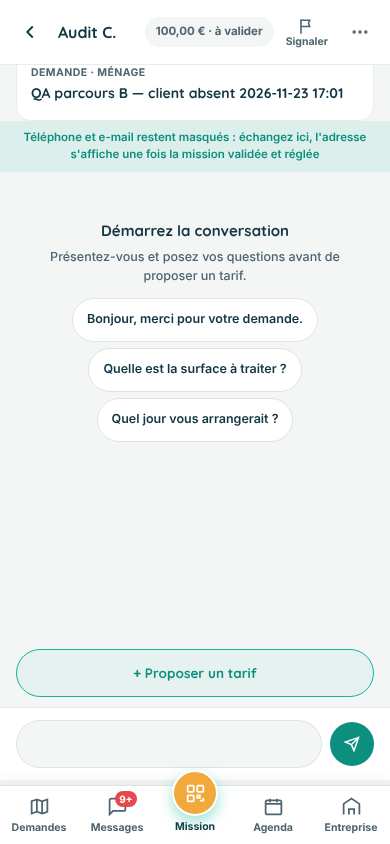 Audit C.
100,00 € · à valider
Signaler
DEMANDE · MÉNAGE
QA parcours B — client absent 2026-11-23 17:01
Téléphone et e-mail restent masqués : échangez ici, l'adresse
s'affiche une fois la mission validée et réglée
Démarrez la conversation
Présentez-vous et posez vos questions avant de
proposer un tarif.
Bonjour, merci pour votre demande.
Quelle est la surface à traiter ?
Quel jour vous arrangerait ?
+ Proposer un tarif
9+
Demandes
Messages
Mission
Agenda
Entreprise